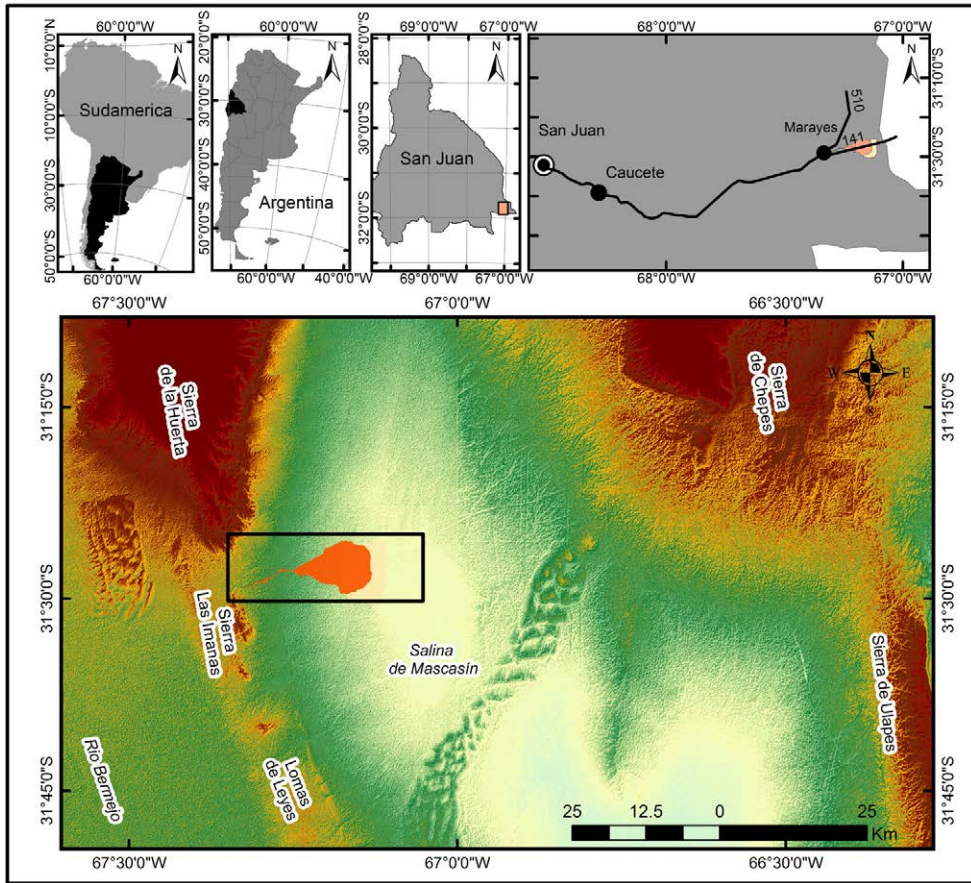 60°0'0"W 0°0'0"
10°0'0"N
0°0'0"
10°0'0"S
20°0'0"S
30°0'0"S
40°0'0"S
50°0'0"S
N
Sudamerica
60°0'0"W 0°0'0"
60°0'0"W
20°0'0"S
30°0'0"S
40°0'0"S
50°0'0"S
N
Argentina
60°0'0"W 40°0'0"W
69°0'0"W 67°0'0"W
28°0'0"S
30°0'0"S
32°0'0"S
N
San Juan
69°0'0"W 67°0'0"W
68°0'0"W 67°0'0"W
N
31°10'0"S
31°30'0"S
31°50'0"S
510
Marayes
141
San Juan
Caucete
68°0'0"W 67°0'0"W
67°30'0"W 67°0'0"W 66°30'0"W
31°15'0"S
31°30'0"S
31°45'0"S
Sierra
de la Huerta
Sierra
de Chepes
N
W E
S
Sierra
Las Imanas
Salina
de Mascasín
Sierra de Ulapes
Rio Bermejo
Lomas
de Leyes
25 12.5 0 25
Km
31°15'0"S
31°30'0"S
31°45'0"S
67°30'0"W 67°0'0"W 66°30'0"W